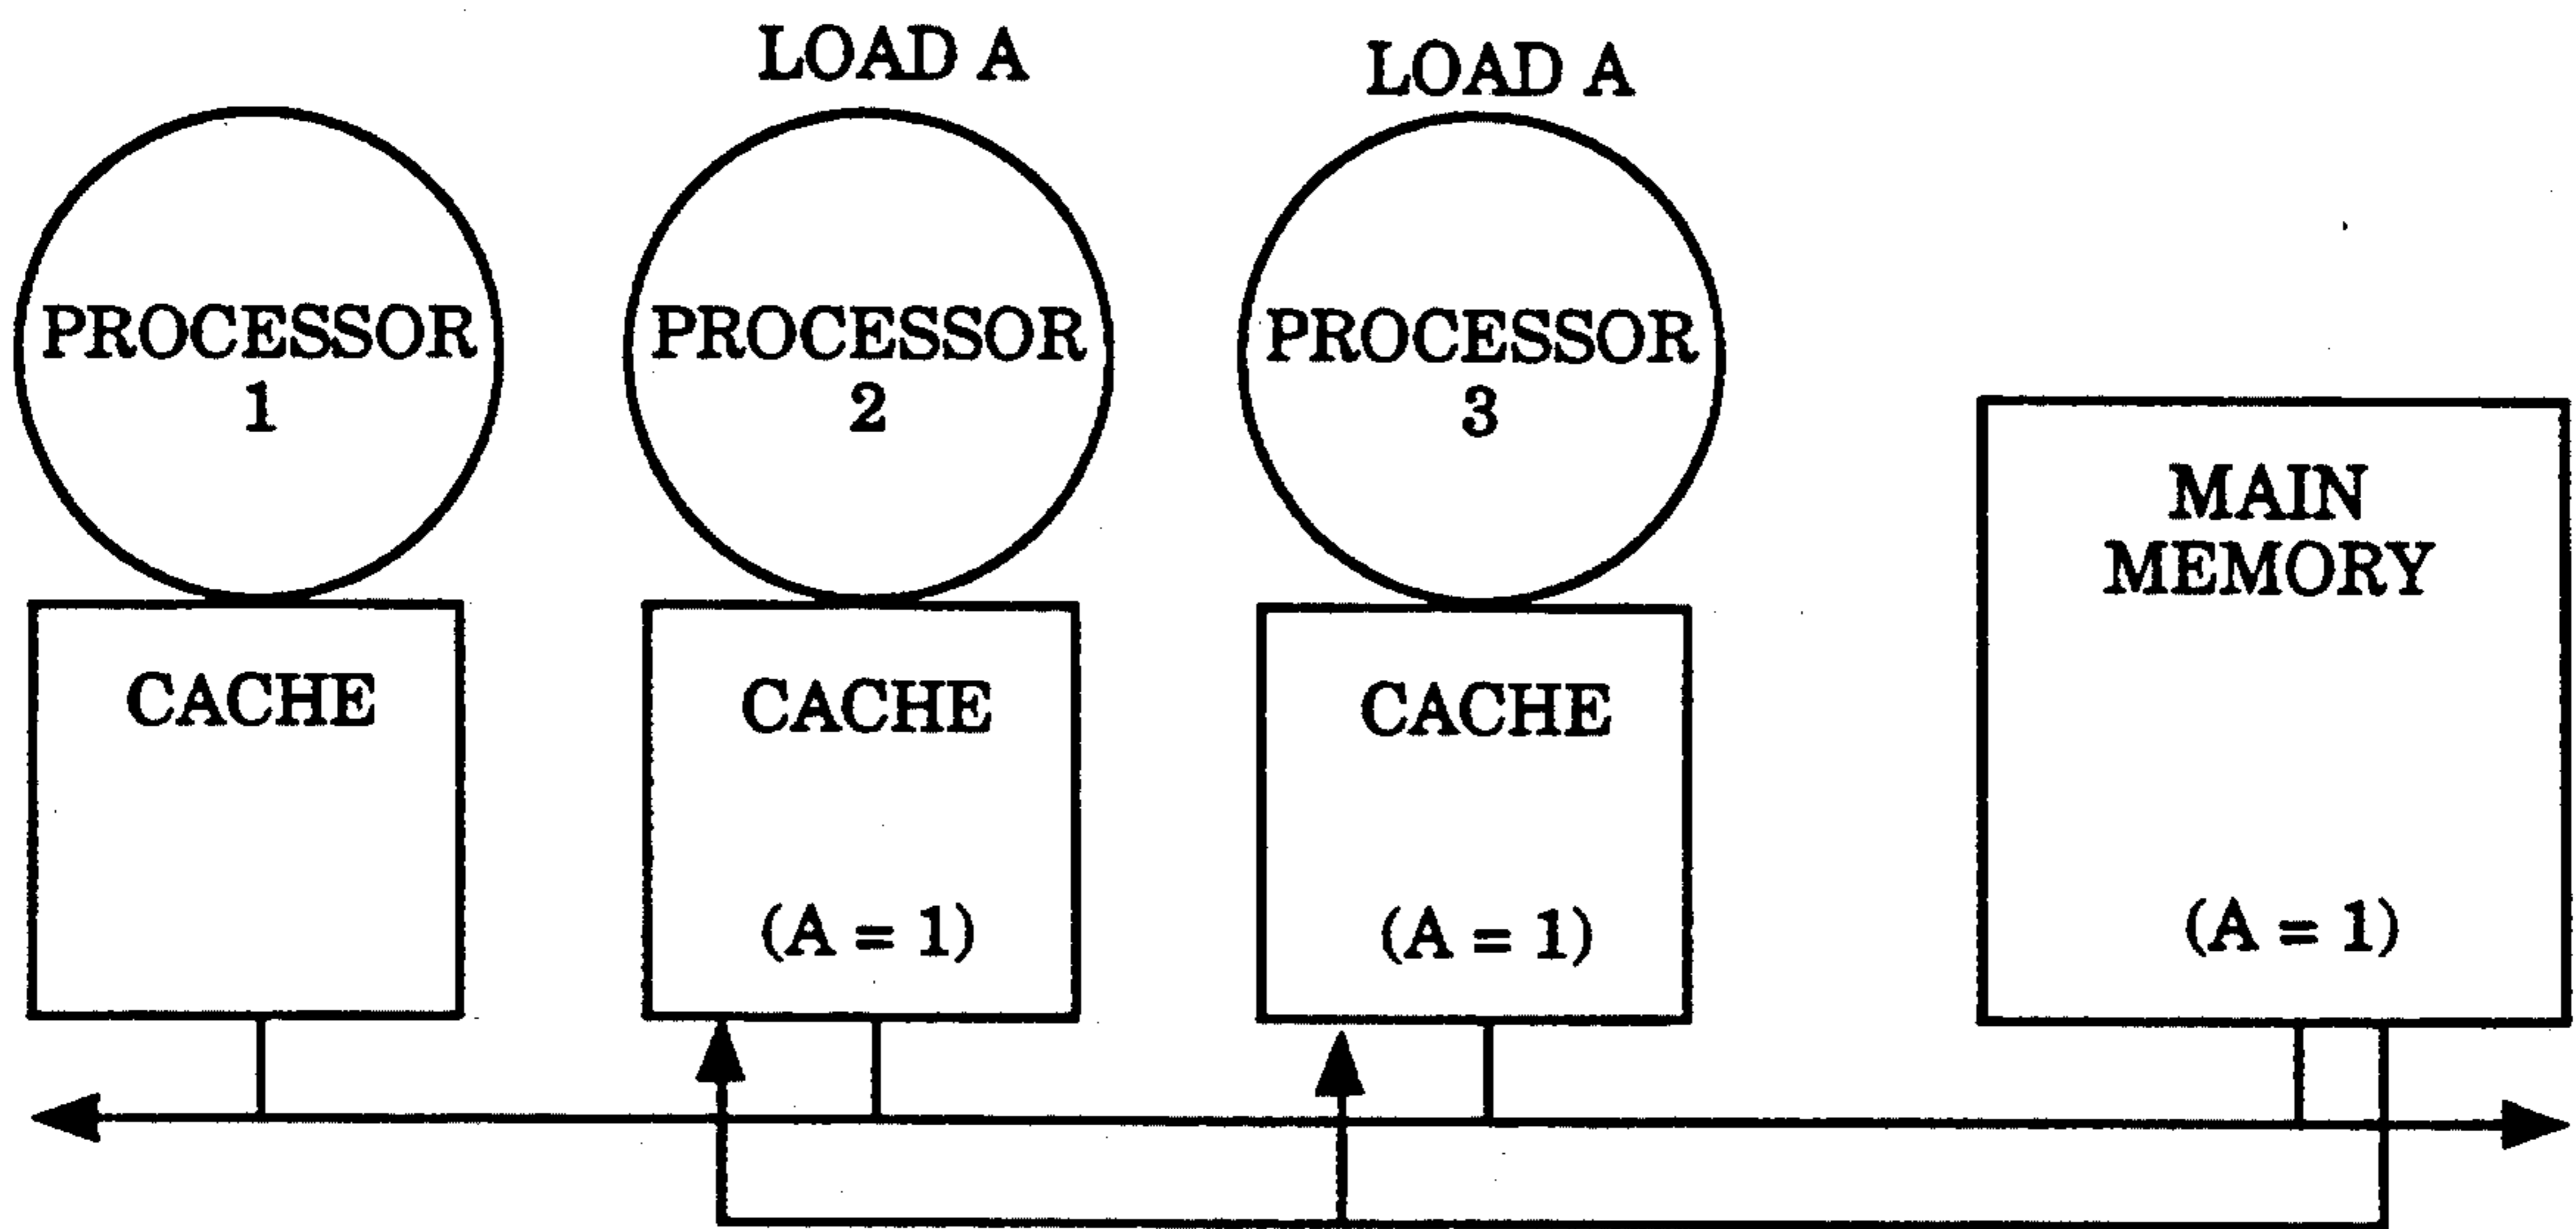 LOAD A
LOAD A
PROCESSOR
1
PROCESSOR
2
PROCESSOR
3
MAIN
MEMORY
CACHE
CACHE
CACHE
(A = 1)
(A = 1)
(A = 1)